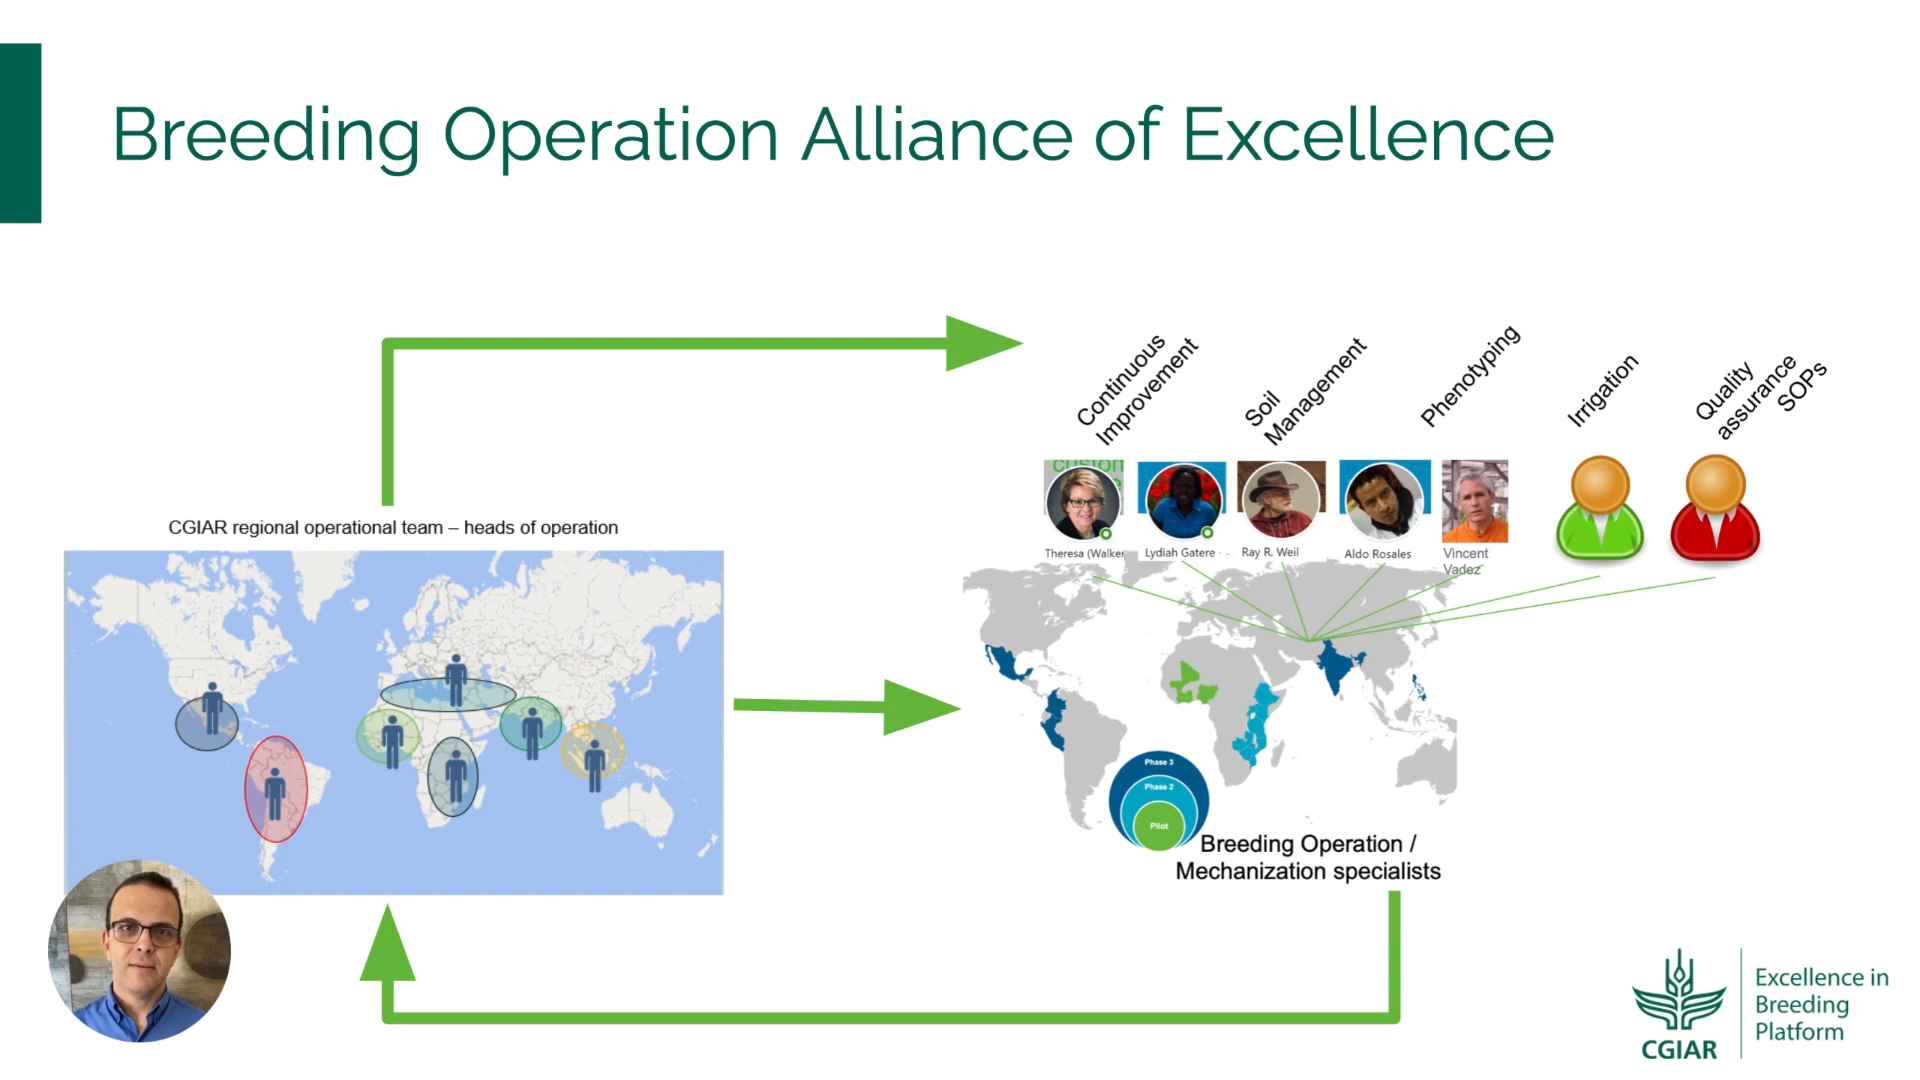 Breeding Operation Alliance of Excellence
Continuous
Improvement
Soil
Management
Phenotyping
Irrigation
Quality
assurance
SOPs
custom
CGIAR regional operational team – heads of operation
Theresa (Walker
Lydiah Gatere
Ray R. Weil
Aldo Rosales
Vincent
Vadez
Phase 3
Phase 2
Pilot
Breeding Operation /
Mechanization specialists
CGIAR
Excellence in
Breeding
Platform